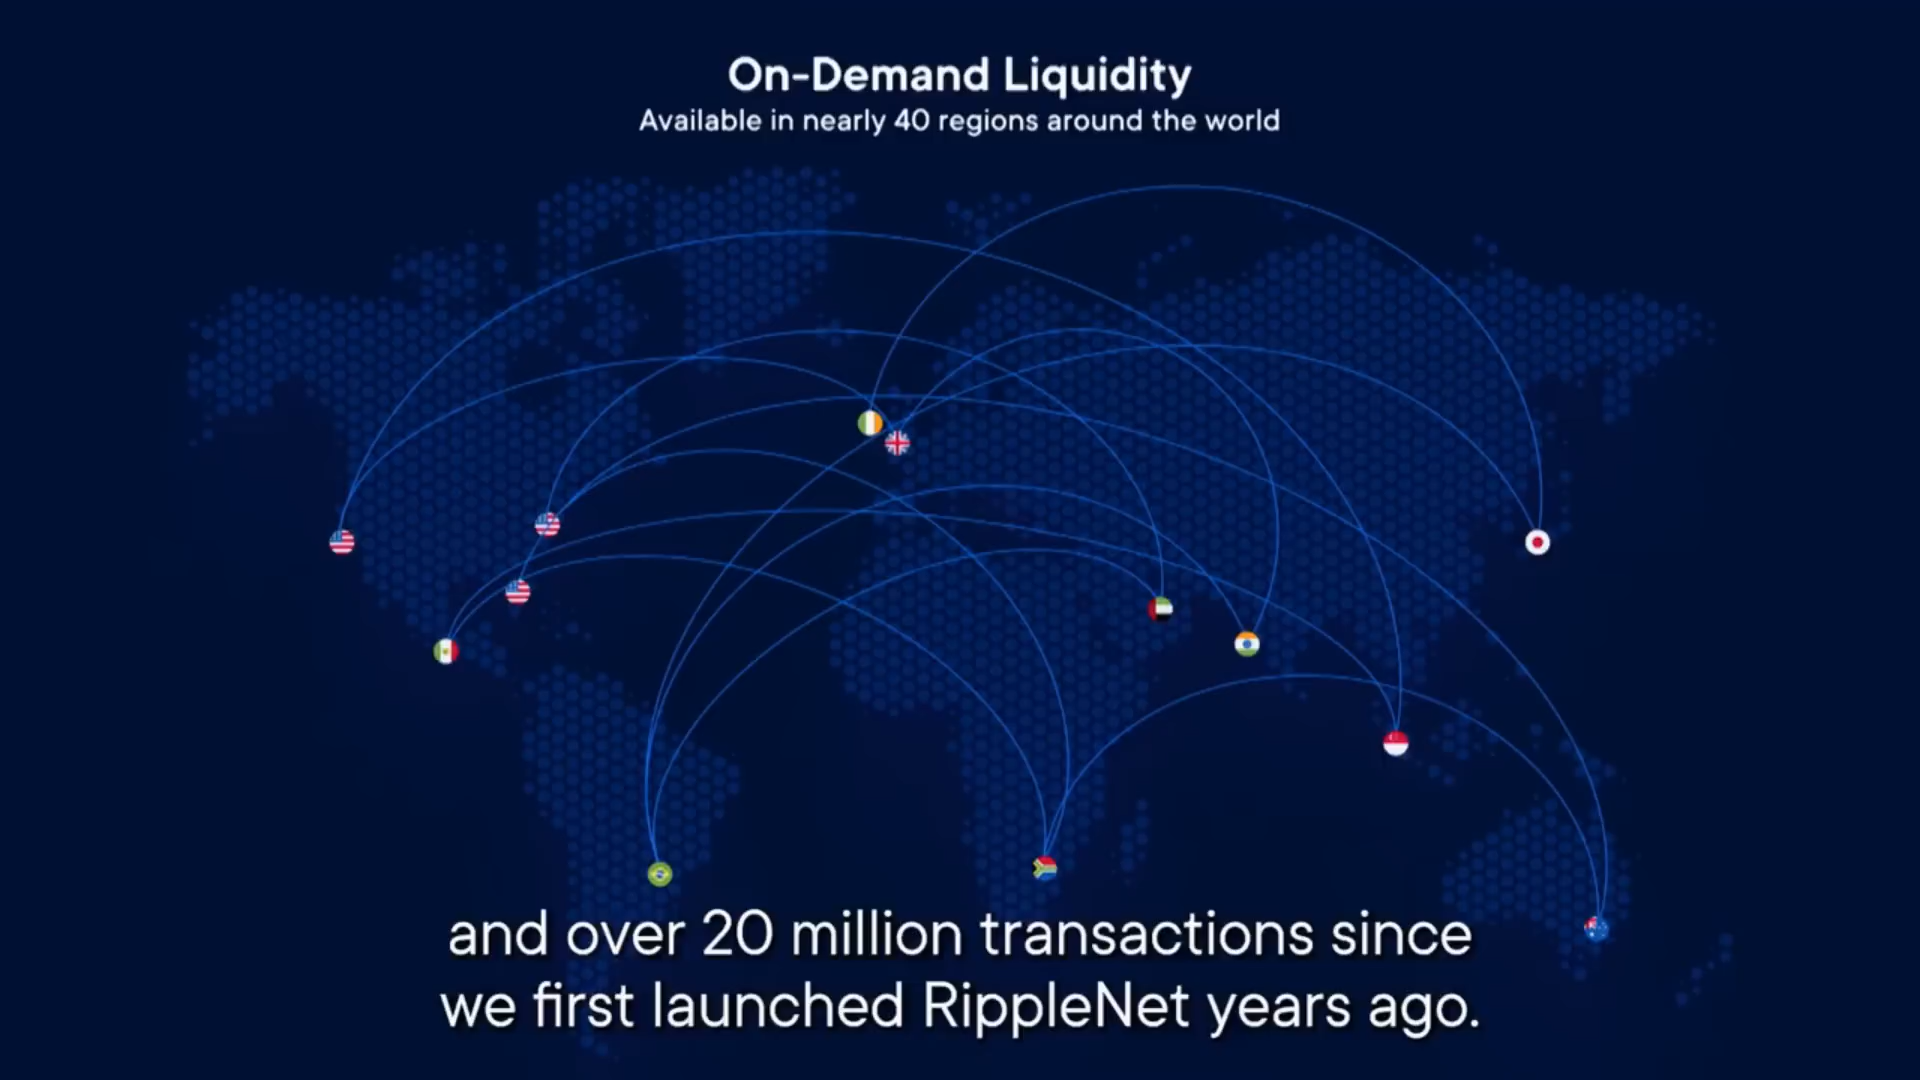 On-Demand Liquidity
Available in nearly 40 regions around the world
and over 20 million transactions since
we first launched RippleNet years ago.